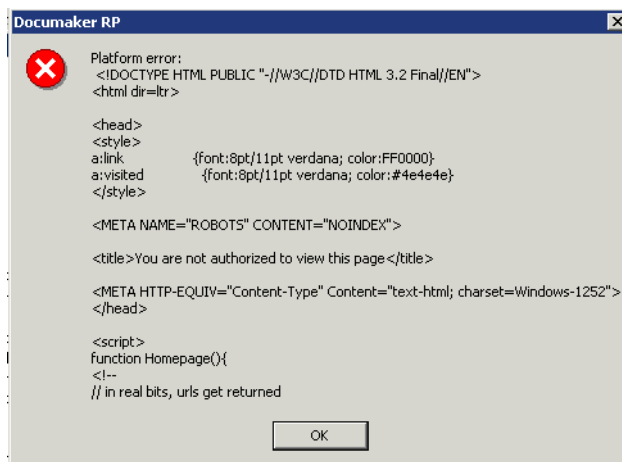 Documaker RP
Platform error:
<!DOCTYPE HTML PUBLIC "-//W3C//DTD HTML 3.2 Final//EN">
<html dir=ltr>
<head>
<style>
a:link {font:8pt/11pt verdana; color:FF0000}
a:visited {font:8pt/11pt verdana; color:#4e4e4e}
</style>
<META NAME="ROBOTS" CONTENT="NOINDEX">
<title>You are not authorized to view this page</title>
<META HTTP-EQUIV="Content-Type" Content="text-html; charset=Windows-1252">
</head>
<script>
function Homepage(){
<!--
// in real bits, urls get returned
OK